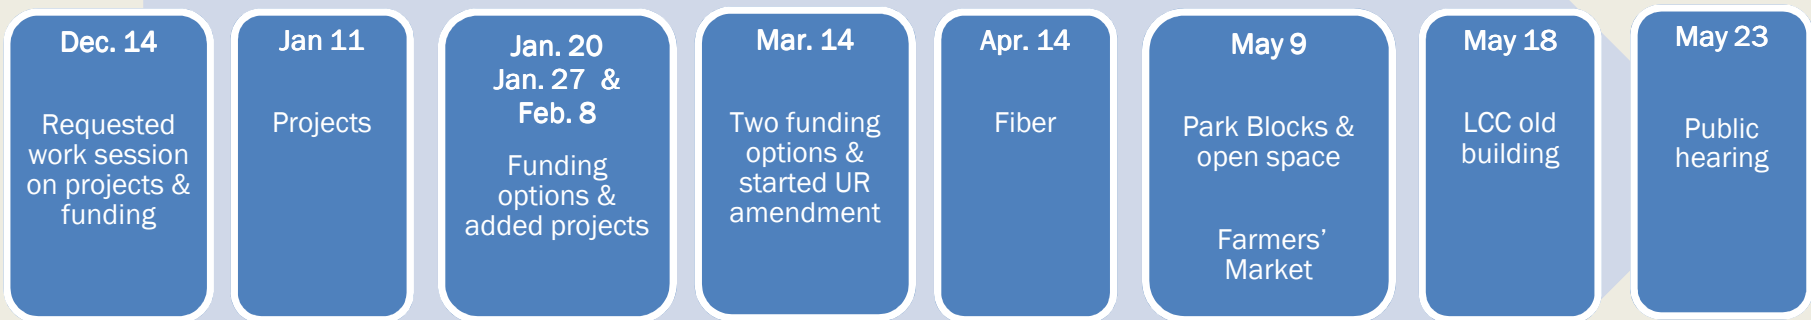 Dec. 14
Requested
work session
on projects &
funding
Jan 11
Projects
Jan. 20
Jan. 27 &
Feb. 8
Funding
options &
added projects
Mar. 14
Two funding
options &
started UR
amendment
Apr. 14
Fiber
May 9
Park Blocks &
open space
Farmers’
Market
May 18
LCC old
building
May 23
Public
hearing